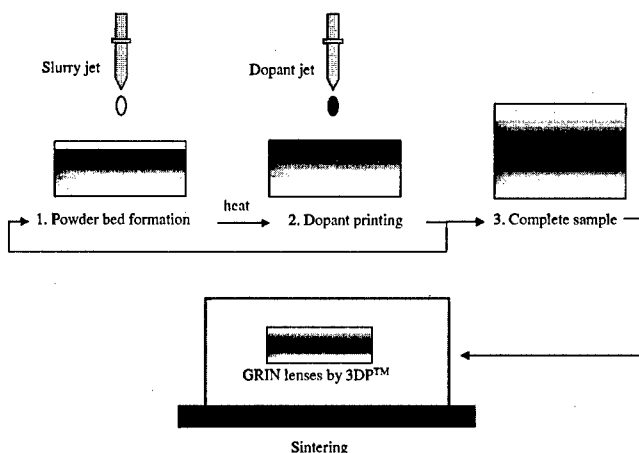 Slurry jet
Dopant jet
1. Powder bed formation
heat
2. Dopant printing
3. Complete sample
GRIN lenses by 3DP™
Sintering